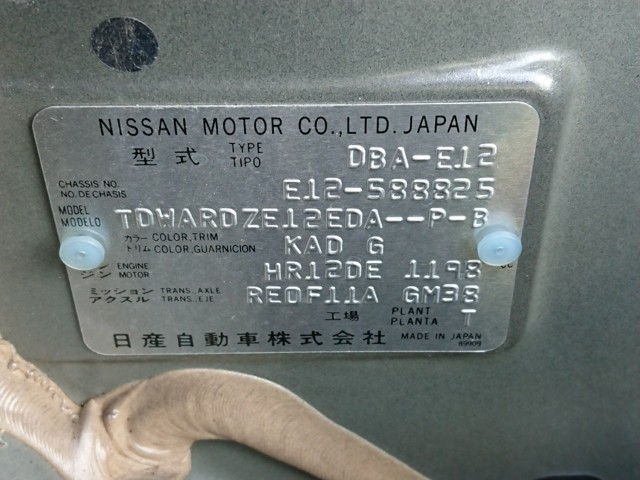 NISSAN MOTOR CO.,LTD. JAPAN
型式 TYPE TIPO DBA-E12
CHASSIS NO. NO.DE CHASIS E12-588825
MODEL MODELO TDWARDZE12EDA--P-B
カラー COLOR,TRIM トリム COLOR,GUARNICION KAD G
ジン ENGINE MOTOR HR12DE 1198 cc
ミッション アクスル TRANS.,AXLE TRANS.,EJE RE0F11A GM38
工場 PLANT PLANTA T
日産自動車株式会社 MADE IN JAPAN